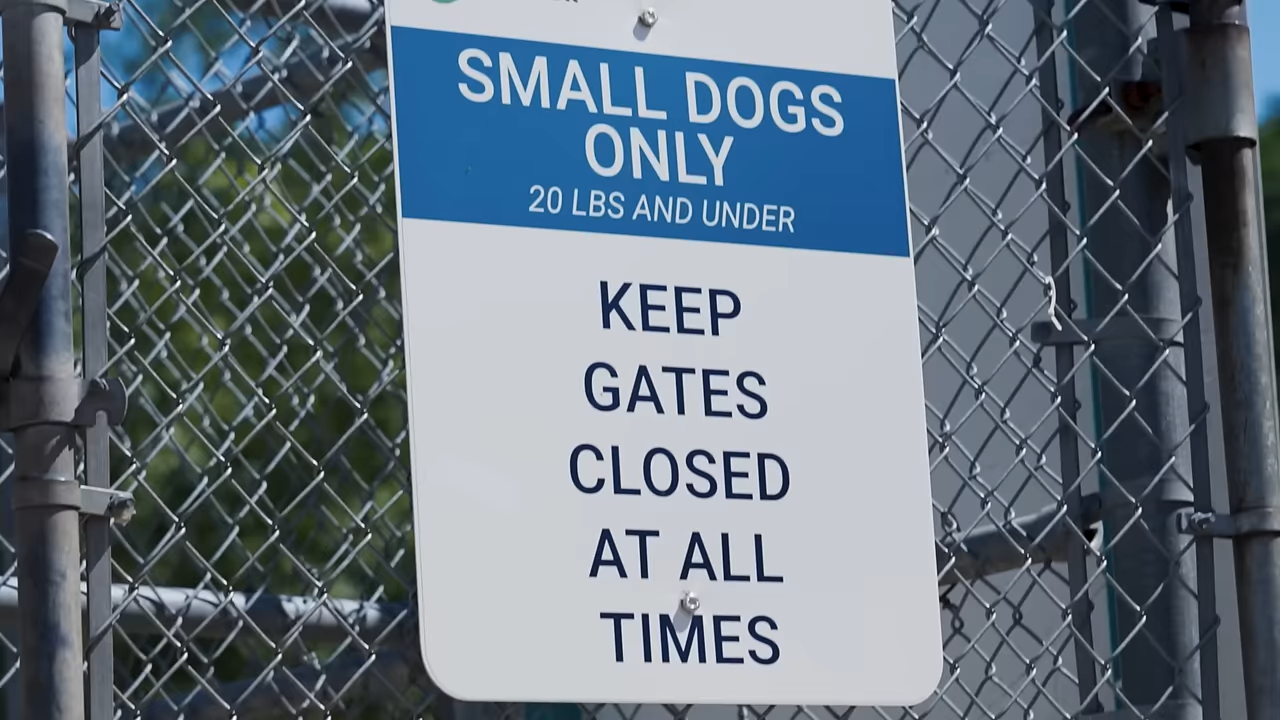 SMALL DOGS
ONLY
20 LBS AND UNDER
KEEP
GATES
CLOSED
AT ALL
TIMES